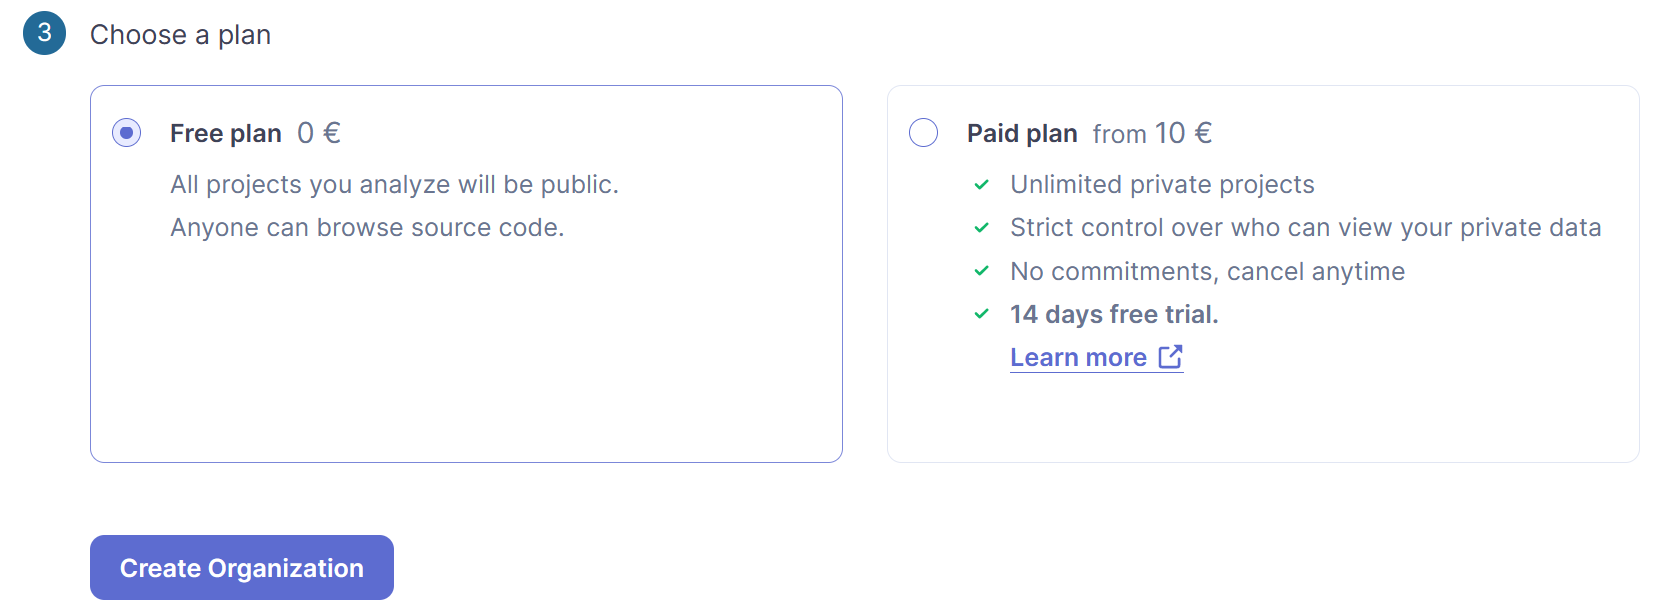 3 Choose a plan
Free plan 0 €
All projects you analyze will be public.
Anyone can browse source code.
Paid plan from 10 €
Unlimited private projects
Strict control over who can view your private data
No commitments, cancel anytime
14 days free trial.
Learn more
Create Organization